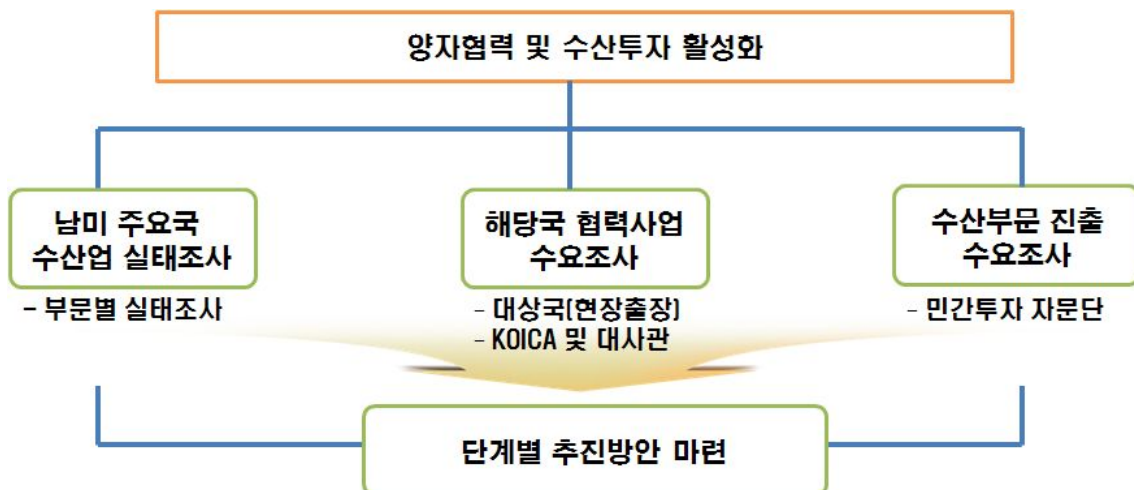 양자협력 및 수산투자 활성화
남미 주요국
수산업 실태조사
- 부문별 실태조사
해당국 협력사업
수요조사
- 대상국(현장출장)
- KOICA 및 대사관
수산부문 진출
수요조사
- 민간투자 자문단
단계별 추진방안 마련